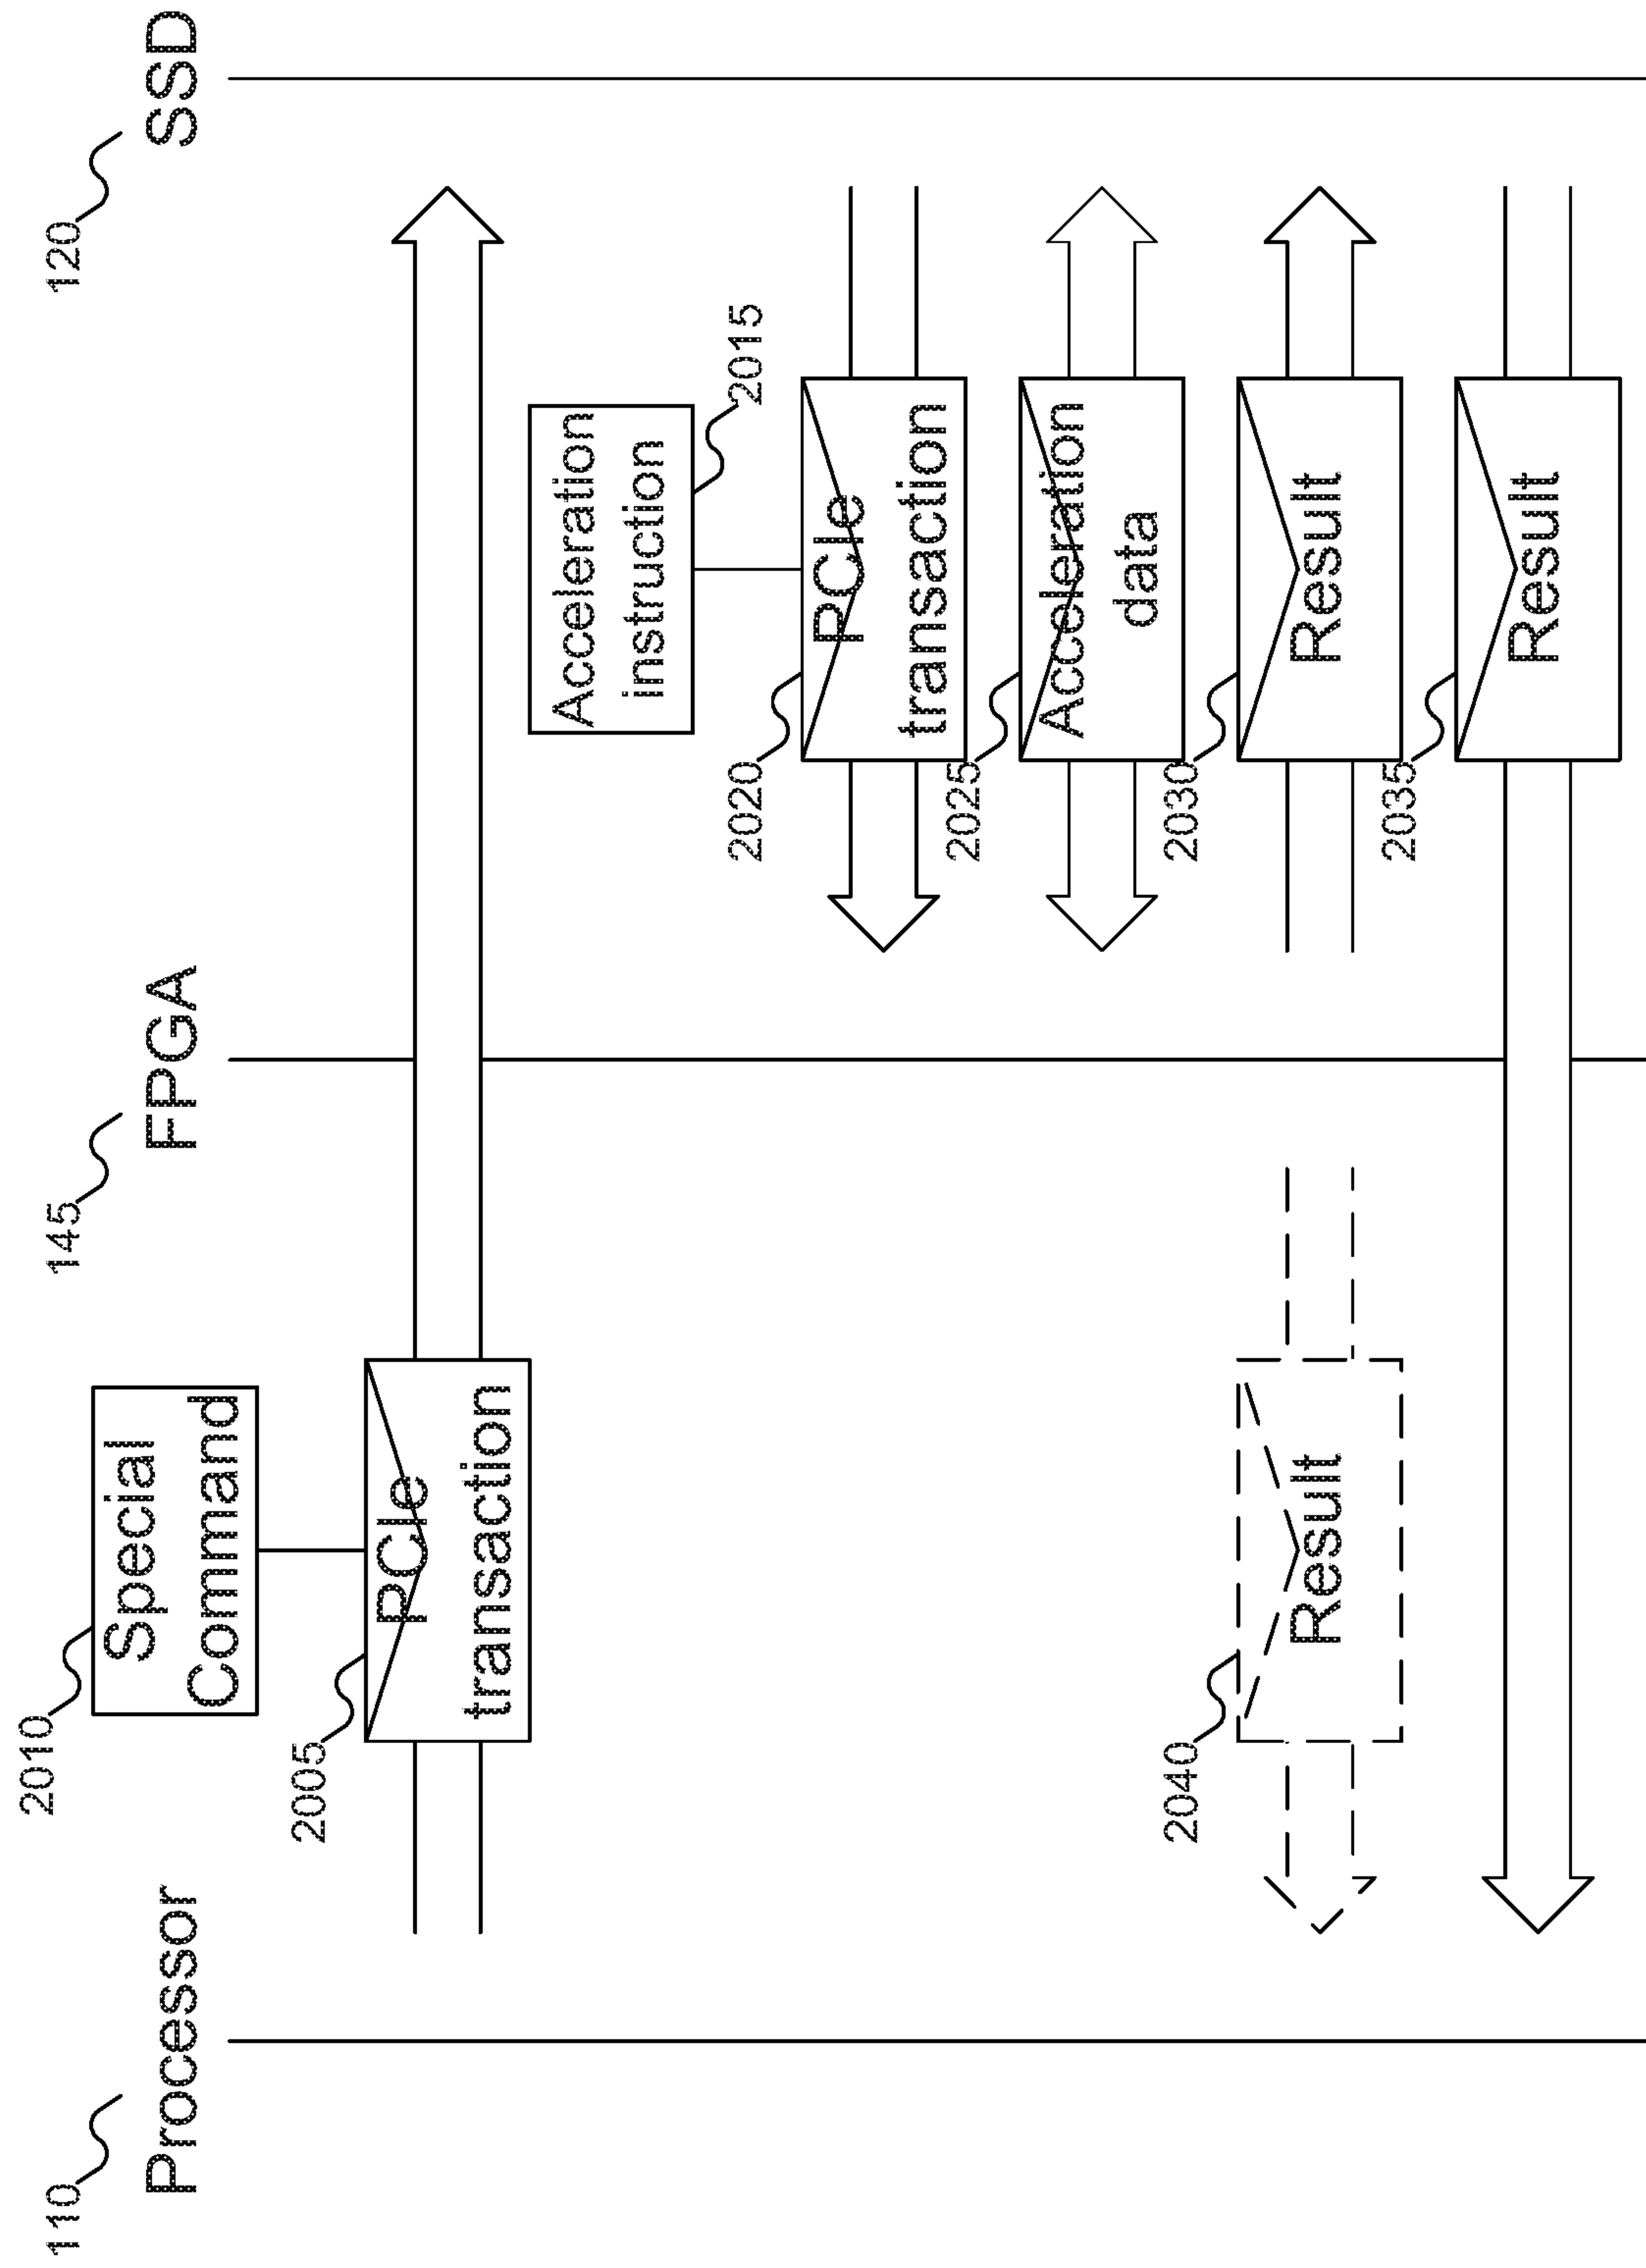 110
Processor
145
FPGA
120
SSD
2010
Special
Command
2005
PCIe
transaction
Acceleration
instruction
2015
2020
PCIe
transaction
2025
Acceleration
data
2040
Result
2030
Result
2035
Result